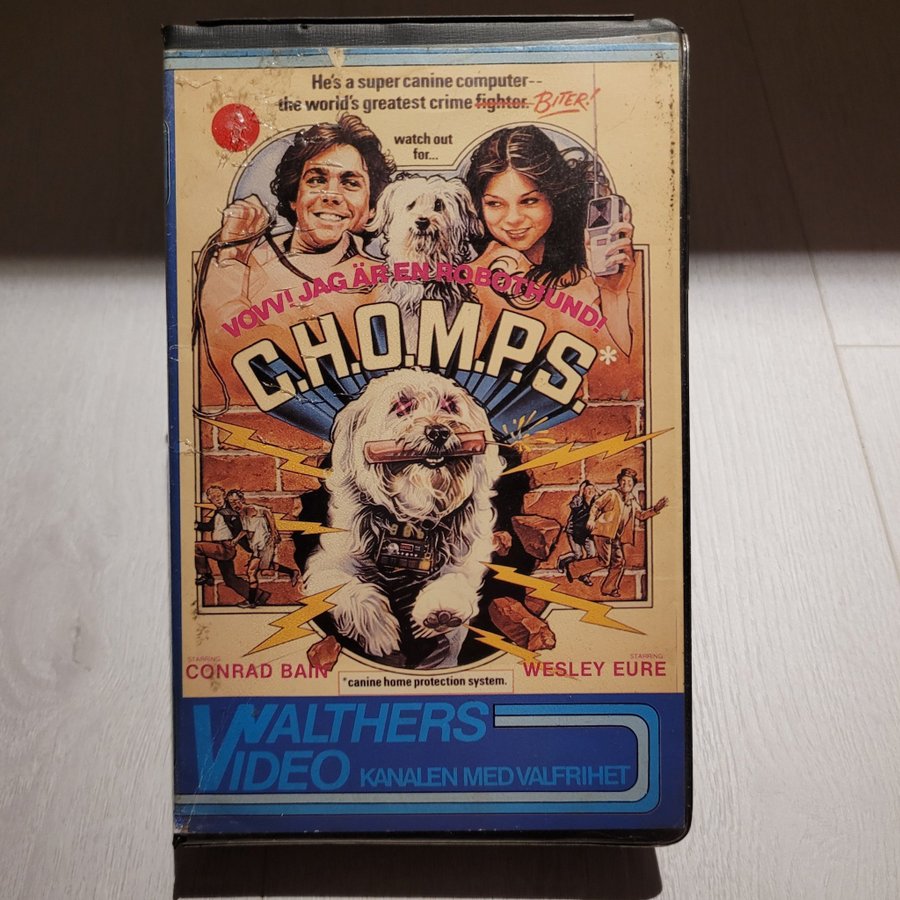 He's a super canine computer--
the world's greatest crime fighter. BITER!
watch out
for...
VOVV! JAG ÄR EN ROBOTHUND!
C.H.O.M.P.S.*
STARRING
CONRAD BAIN
STARRING
WESLEY EURE
*canine home protection system.
WALTHERS
VIDEO KANALEN MED VALFRIHET